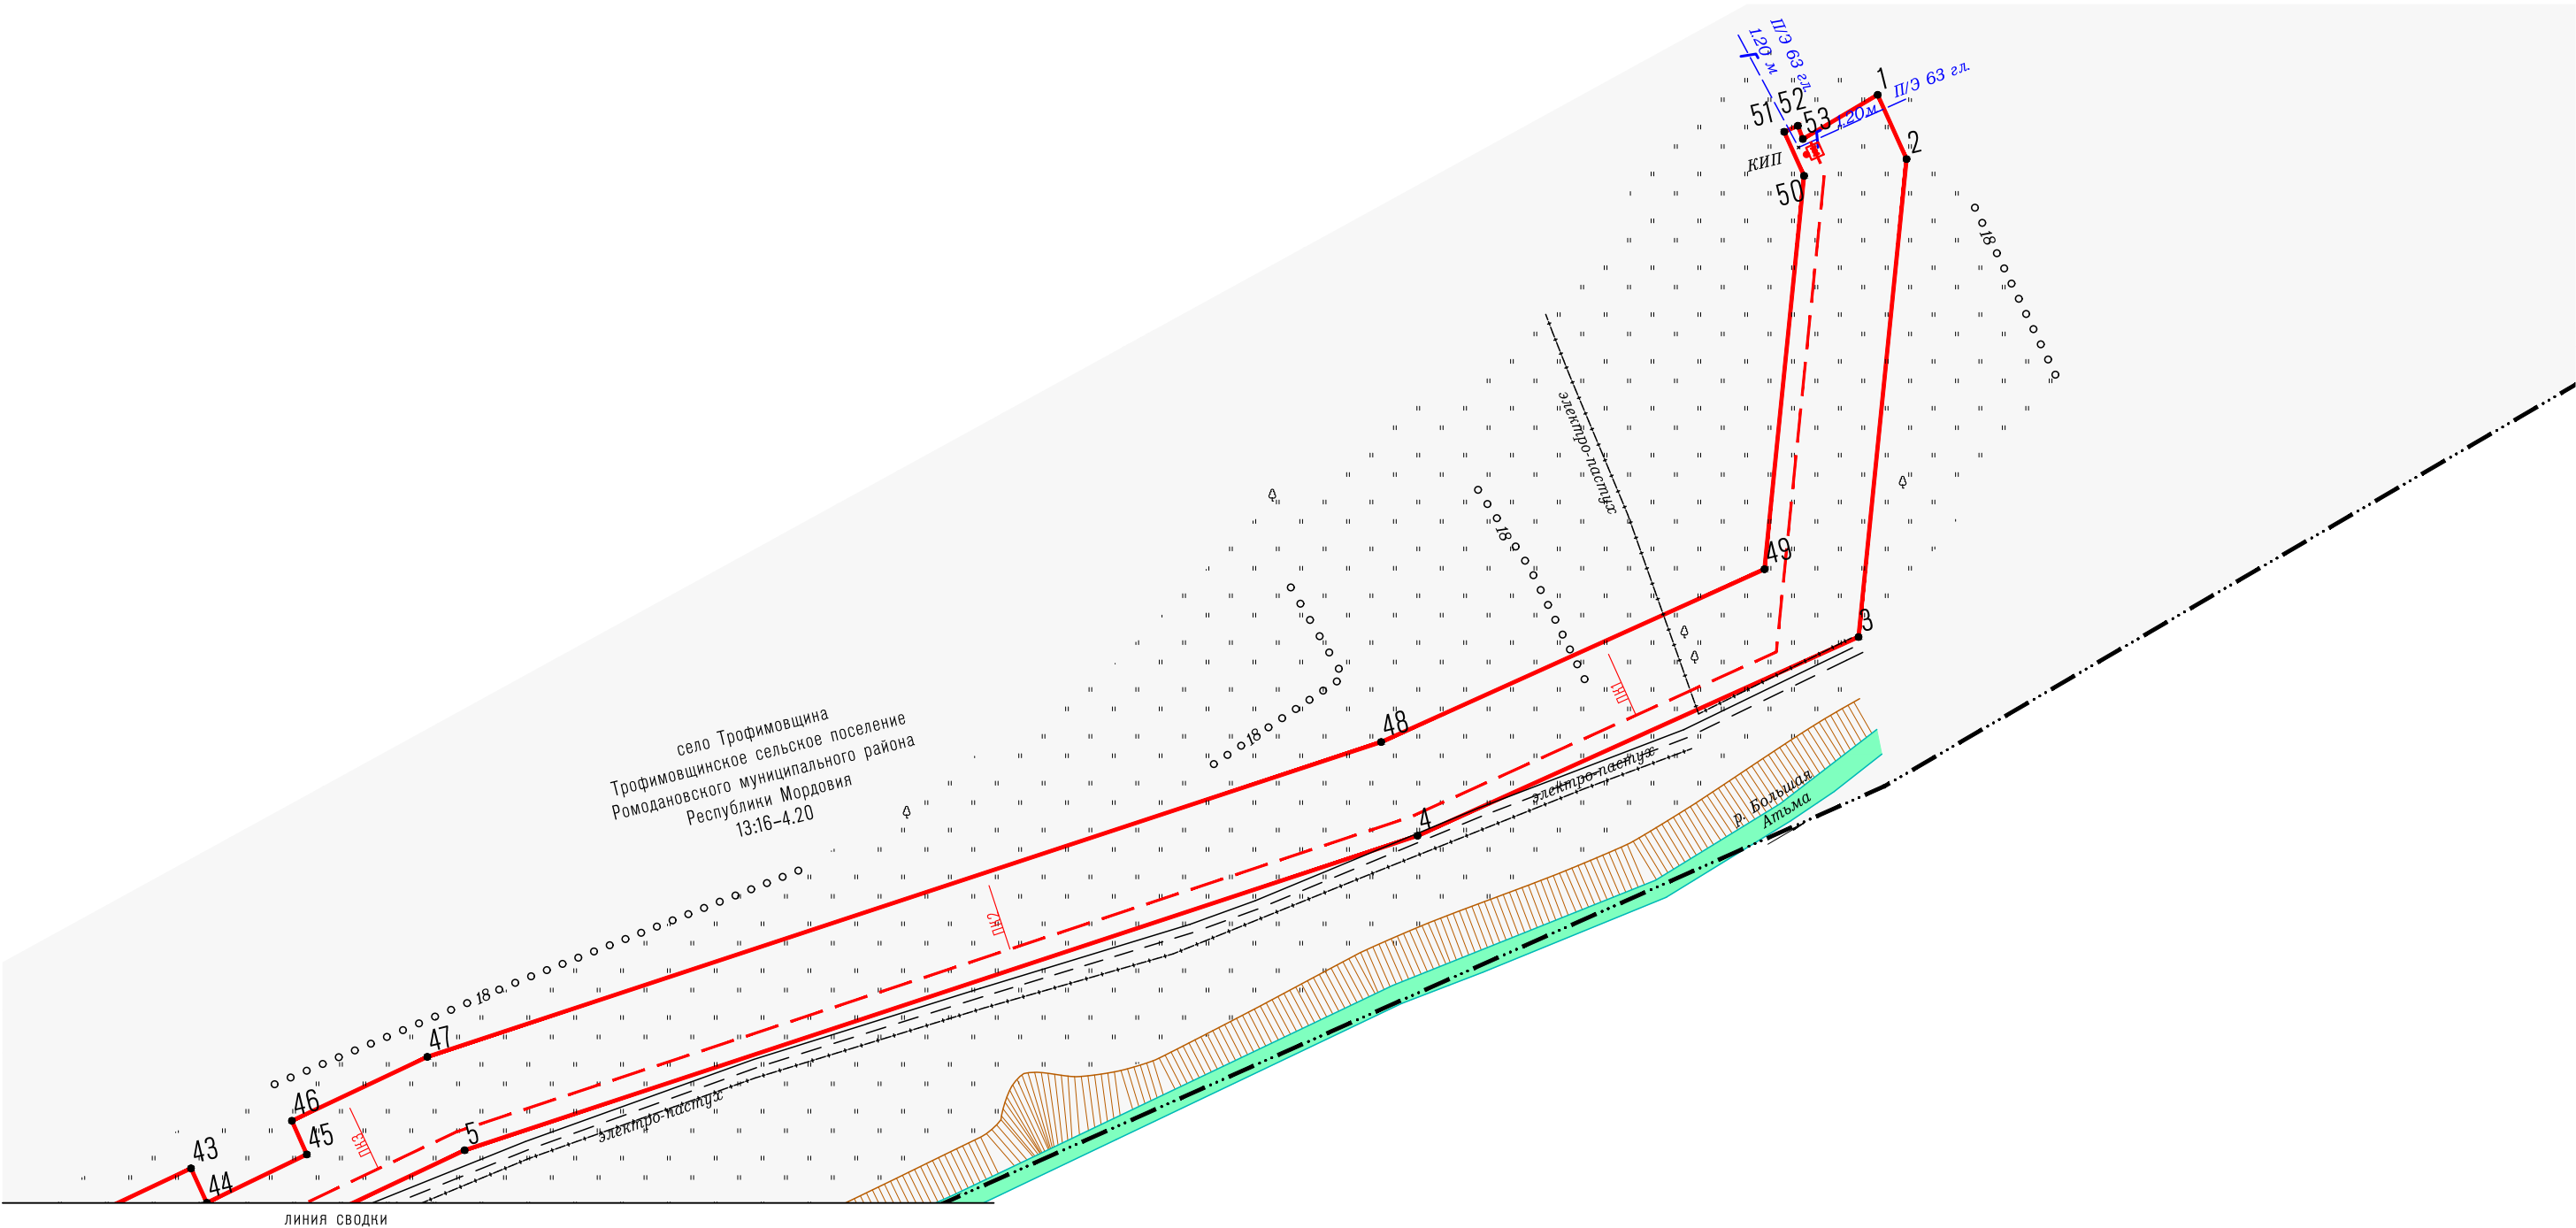 П/Э 63 гл.
1.20 м
1
П/Э 63 гл.
1.20м
51
52
53
2
КИП
50
18
электро-пастух
18
49
3
ПК1
48
18
село Трофимовщина
Трофимовщинское сельское поселение
Ромодановского муниципального района
Республики Мордовия
13:16-4.20
электро-пастух
р. Большая
Атьма
4
ПК2
18
47
46
45
5
ПК3
электро-пастух
43
44
линия сводки